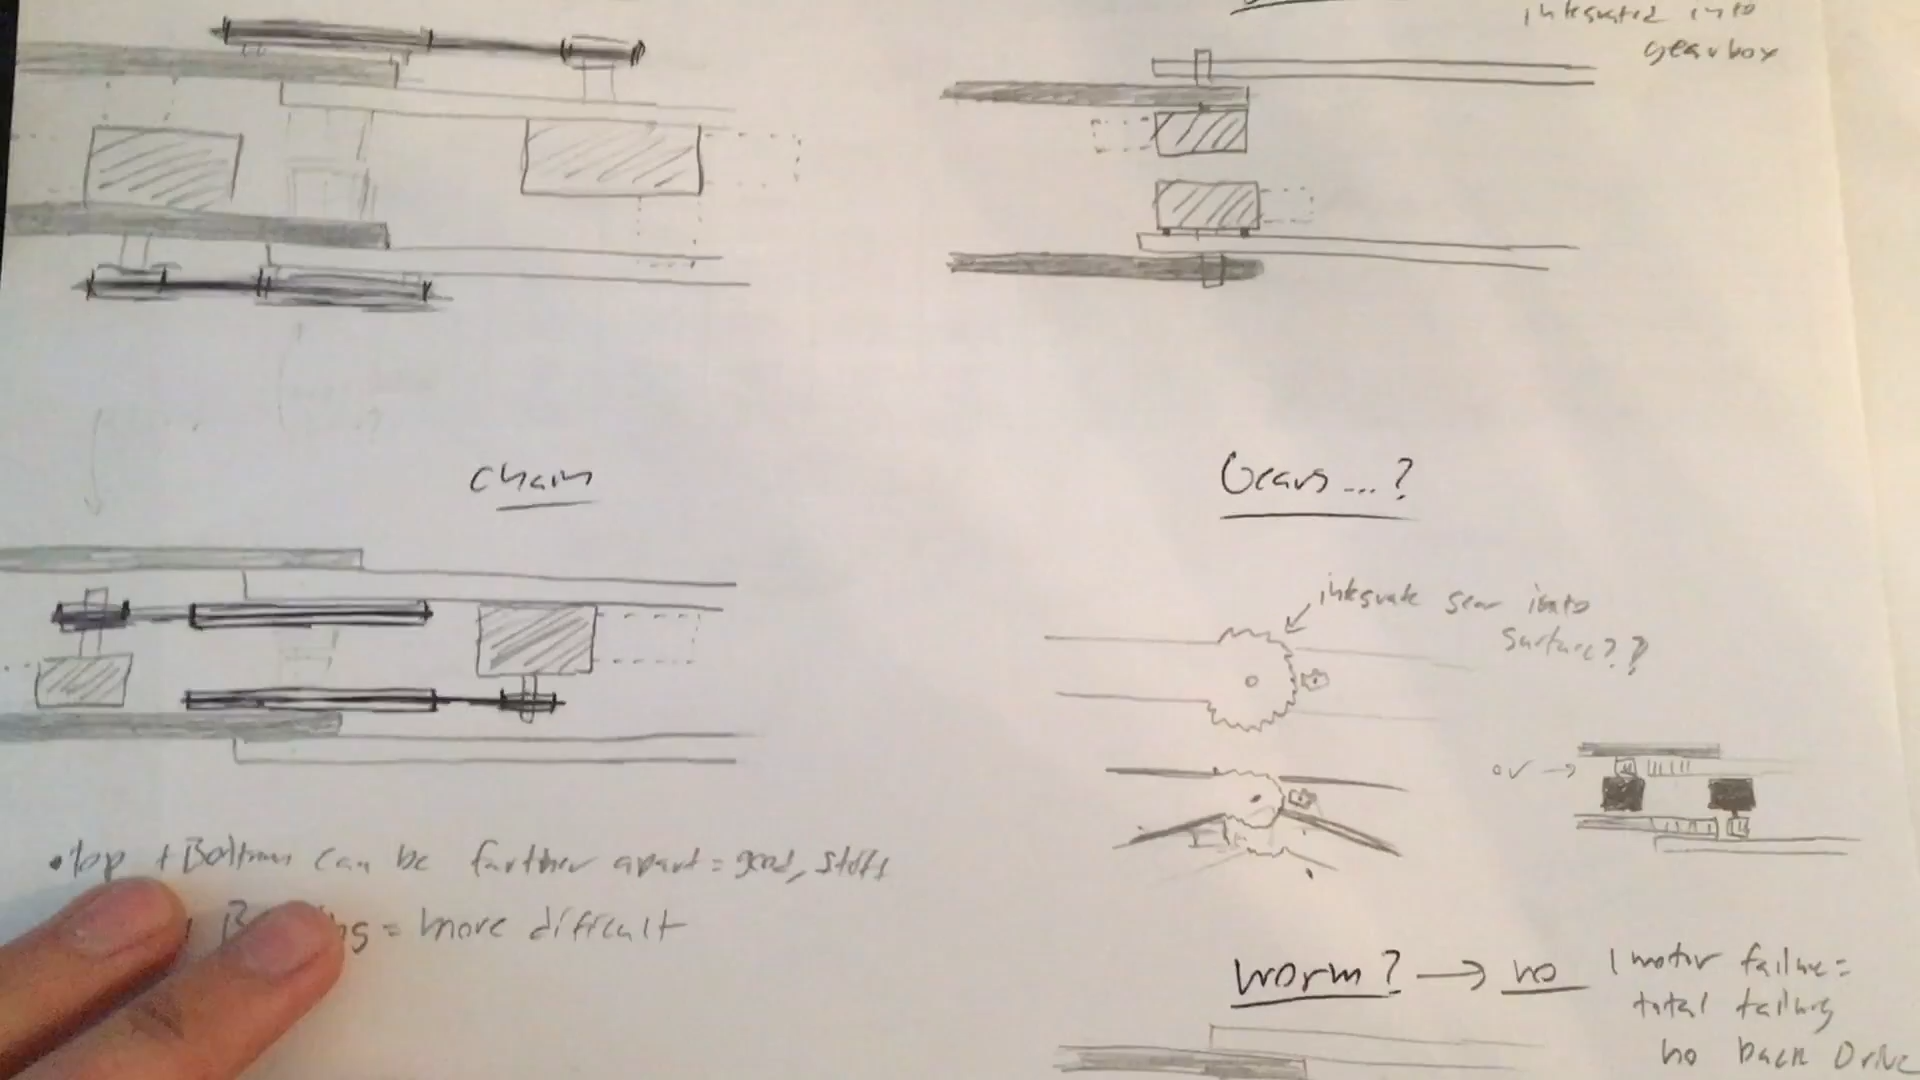 integrated into
gearbox
Chain
Gears...?
integrate gear into
surface??
or →
• Top + Bottom can be farther apart = good, stiff
= more difficult
worm? → no
1 motor failure =
total failure
no back Drive